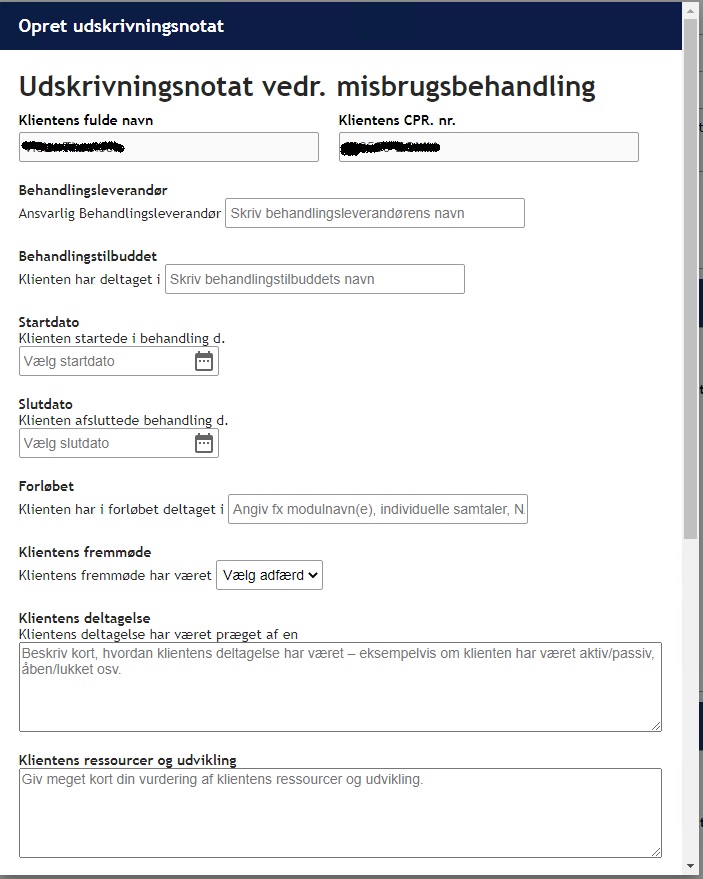 Opret udskrivningsnotat
Udskrivningsnotat vedr. misbrugsbehandling
Klientens fulde navn
Klientens CPR. nr.
Behandlingsleverandør
Ansvarlig Behandlingsleverandør Skriv behandlingsleverandørens navn
Behandlingstilbuddet
Klienten har deltaget i Skriv behandlingstilbuddets navn
Startdato
Klienten startede i behandling d.
Vælg startdato
Slutdato
Klienten afsluttede behandling d.
Vælg slutdato
Forløbet
Klienten har i forløbet deltaget i Angiv fx modulnavn(e), individuelle samtaler, N
Klientens fremmøde
Klientens fremmøde har været Vælg adfærd
Klientens deltagelse
Klientens deltagelse har været præget af en
Beskriv kort, hvordan klientens deltagelse har været – eksempelvis om klienten har været aktiv/passiv,
åben/lukket osv.
Klientens ressourcer og udvikling
Giv meget kort din vurdering af klientens ressourcer og udvikling.